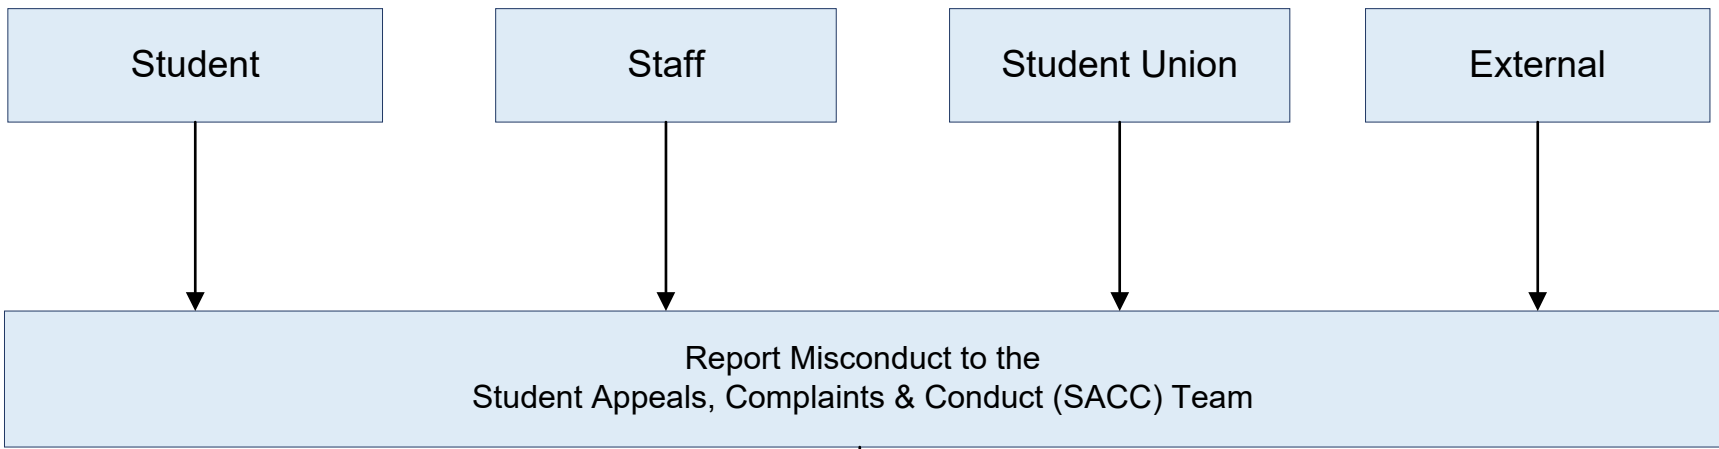 Student
Staff
Student Union
External
Report Misconduct to the
Student Appeals, Complaints & Conduct (SACC) Team